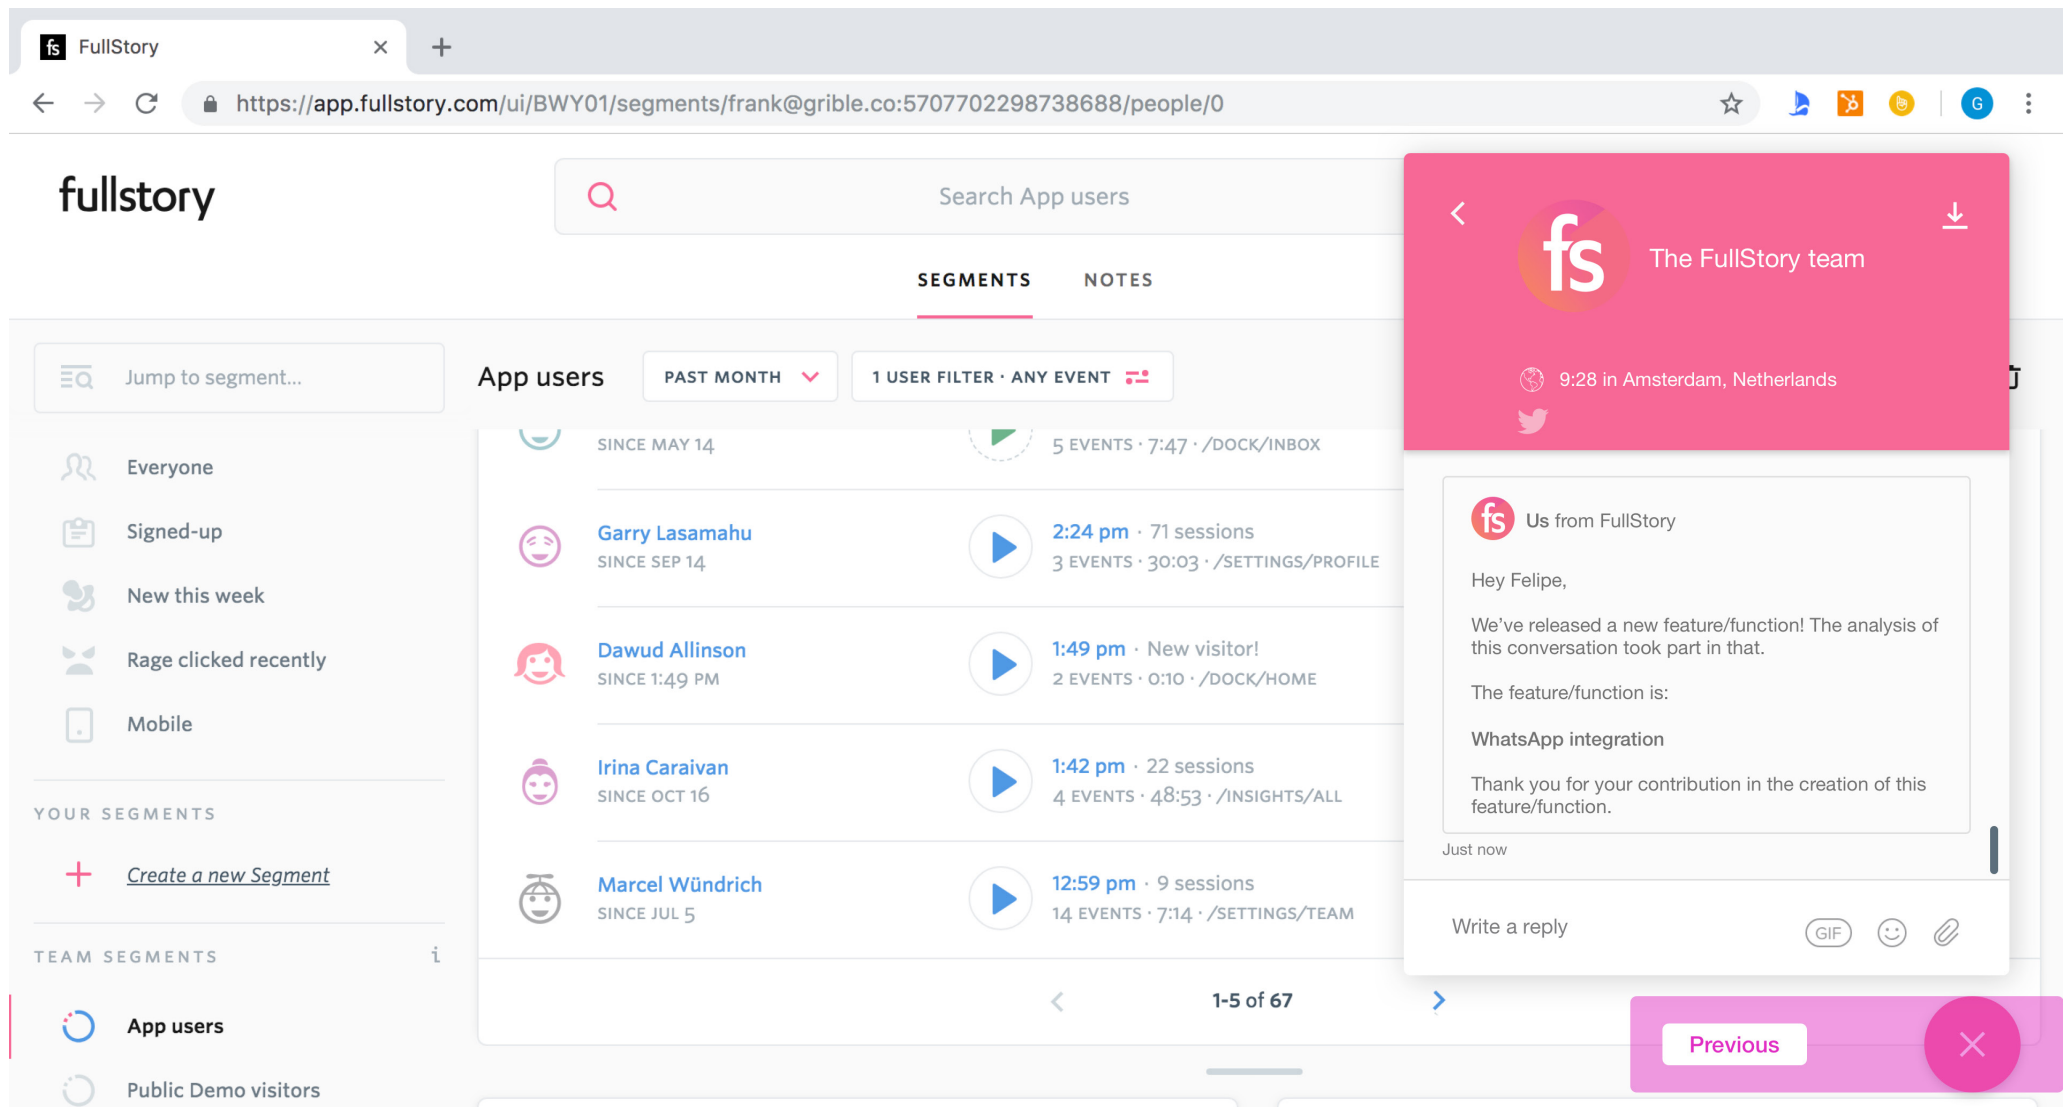 fs FullStory
https://app.fullstory.com/ui/BWY01/segments/frank@grible.co:5707702298738688/people/0
G
fullstory
Search App users
SEGMENTS NOTES
Jump to segment...
Everyone
Signed-up
New this week
Rage clicked recently
Mobile
YOUR SEGMENTS
Create a new Segment
TEAM SEGMENTS i
App users
Public Demo visitors
App users PAST MONTH 1 USER FILTER · ANY EVENT
SINCE MAY 14 5 EVENTS · 7:47 · /DOCK/INBOX
Garry Lasamahu 2:24 pm · 71 sessions
SINCE SEP 14 3 EVENTS · 30:03 · /SETTINGS/PROFILE
Dawud Allinson 1:49 pm · New visitor!
SINCE 1:49 PM 2 EVENTS · 0:10 · /DOCK/HOME
Irina Caraivan 1:42 pm · 22 sessions
SINCE OCT 16 4 EVENTS · 48:53 · /INSIGHTS/ALL
Marcel Wündrich 12:59 pm · 9 sessions
SINCE JUL 5 14 EVENTS · 7:14 · /SETTINGS/TEAM
1-5 of 67
fs The FullStory team
9:28 in Amsterdam, Netherlands
fs Us from FullStory
Hey Felipe,
We've released a new feature/function! The analysis of
this conversation took part in that.
The feature/function is:
WhatsApp integration
Thank you for your contribution in the creation of this
feature/function.
Just now
Write a reply GIF
Previous